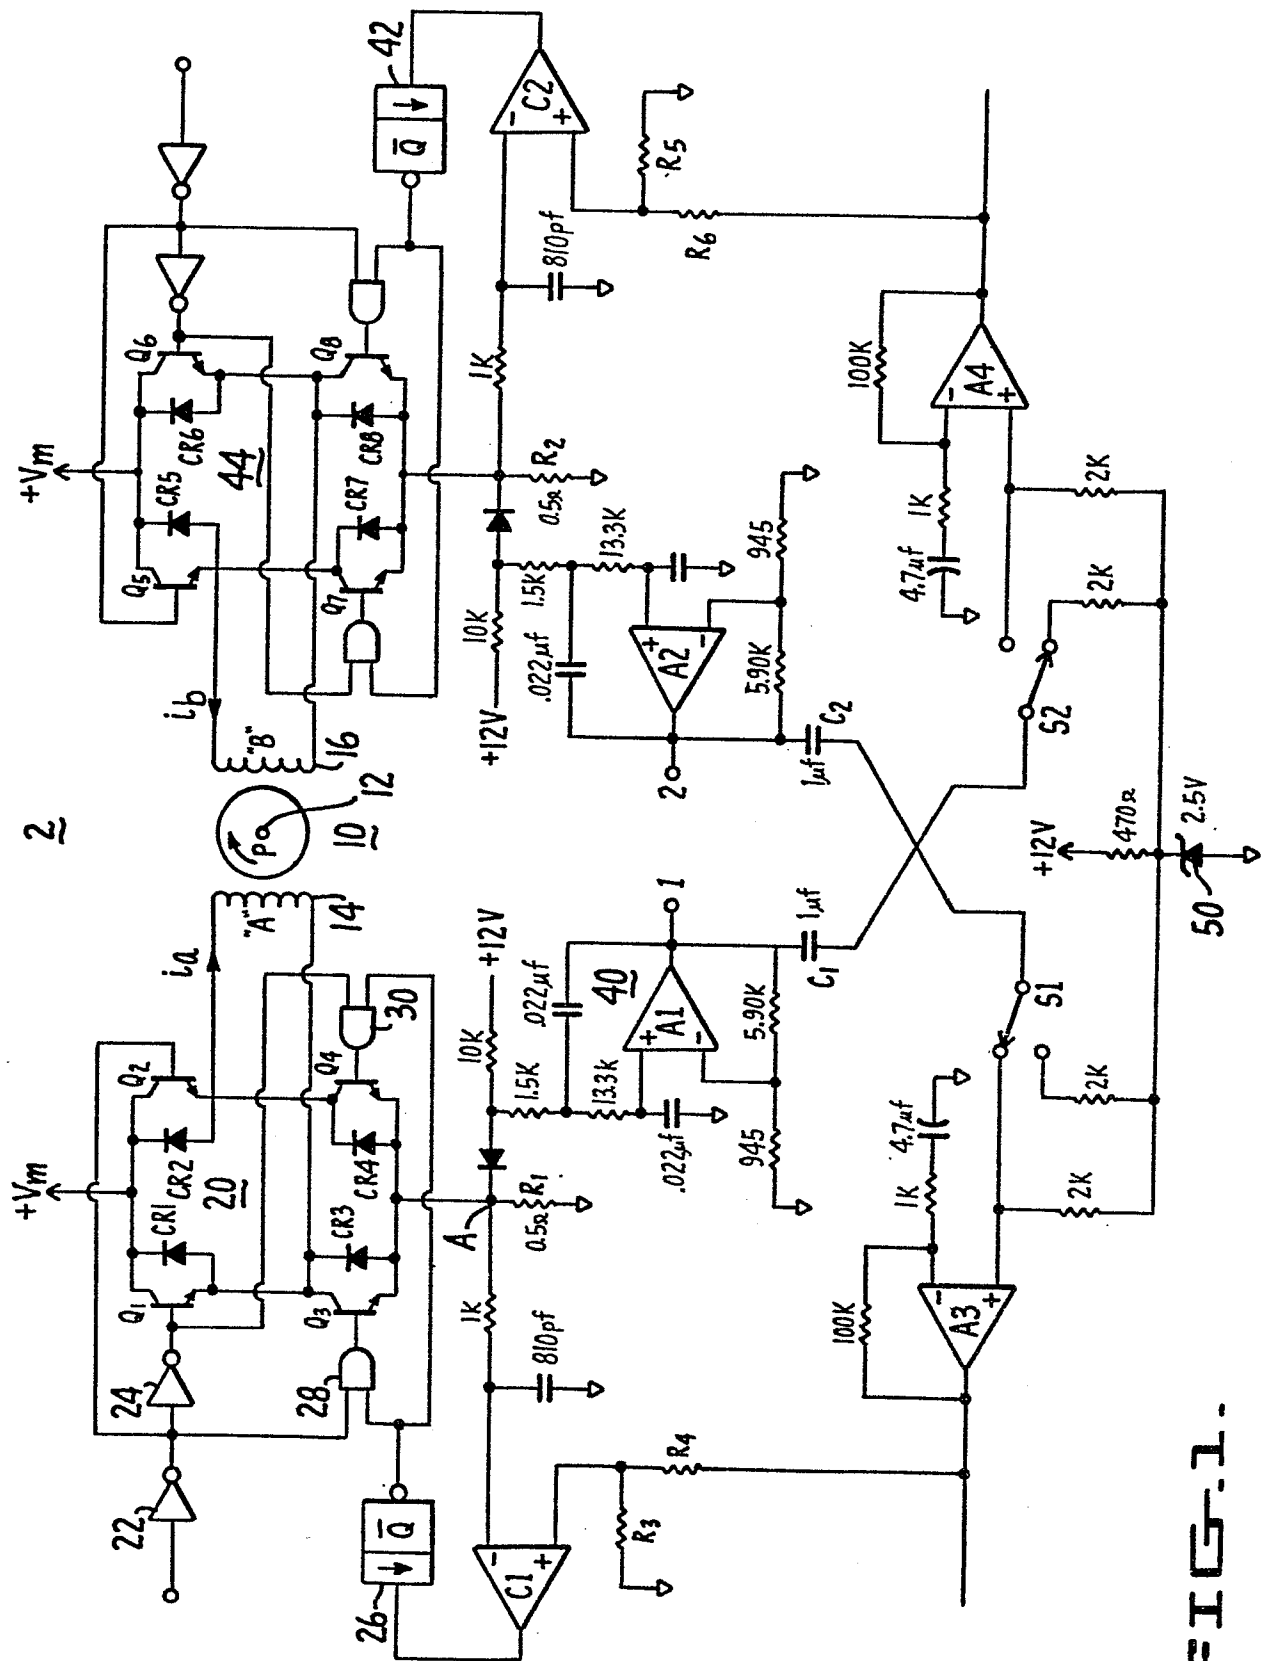 2
+Vm
+Vm
Q1
CR1
CR2
Q2
ia
"A"
14
P
10
12
"B"
16
ib
Q5
CR5
CR6
Q6
22
24
20
44
28
Q3
CR3
CR4
Q4
30
Q7
CR7
CR8
Q8
26
Q̅
Q̅
42
C1
1K
A
0.5Ω
R1
10K
+12V
+12V
10K
0.5Ω
R2
1K
C2
810pf
1.5K
.022µf
.022µf
1.5K
810pf
13.3K
13.3K
.022µf
40
A1
1
2
A2
R3
945
5.90K
5.90K
945
R5
R4
C1
1µf
1µf
C2
R6
100K
1K
4.7µf
4.7µf
1K
100K
A3
A4
S1
S2
2K
2K
+12V
470Ω
2K
2K
50
2.5V
FIG.1.